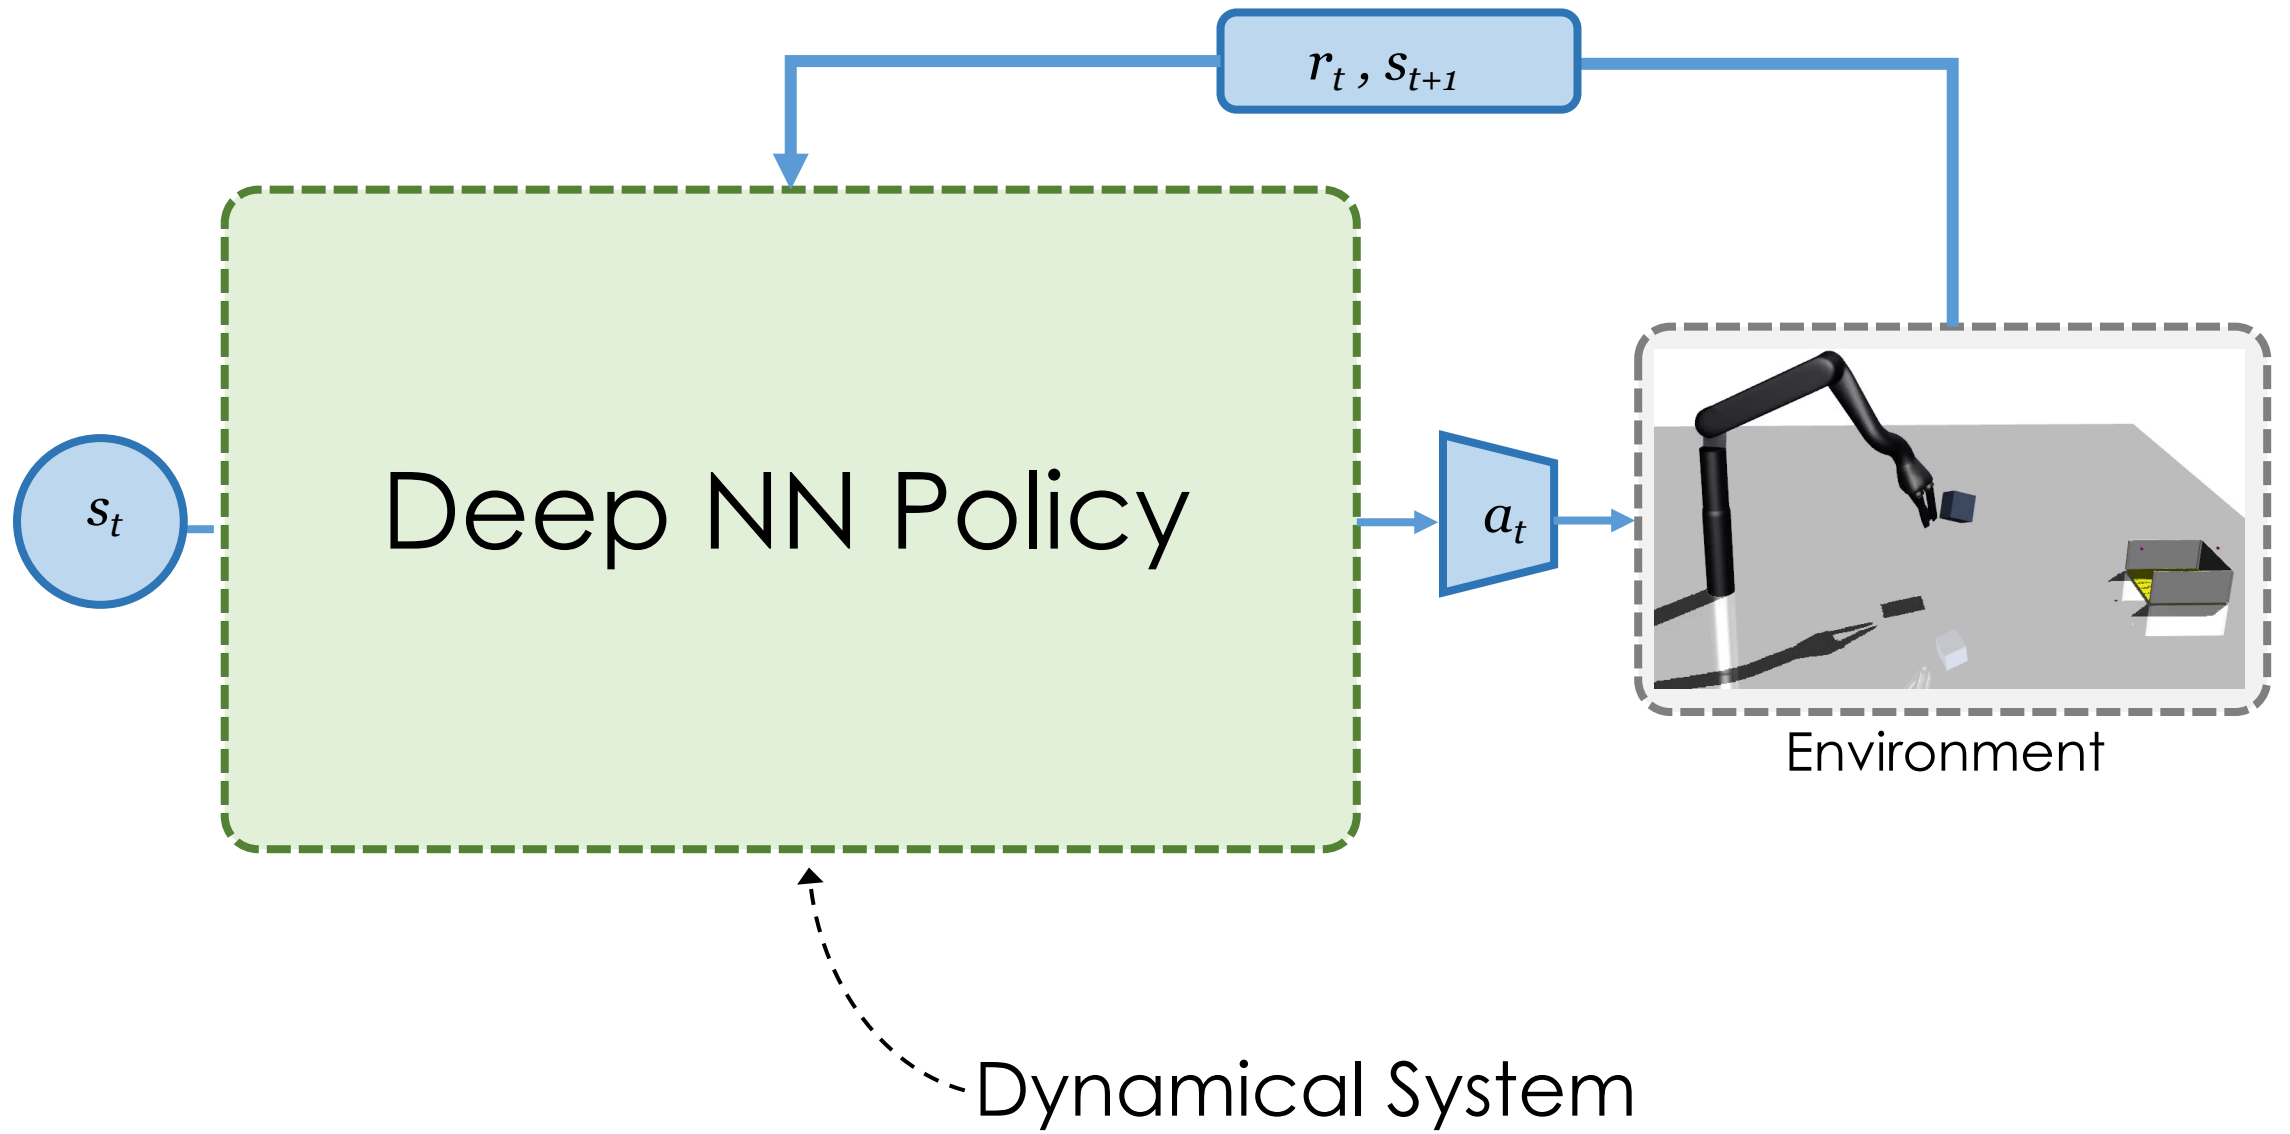 r_t , s_{t+1}
s_t
Deep NN Policy
a_t
Environment
Dynamical System